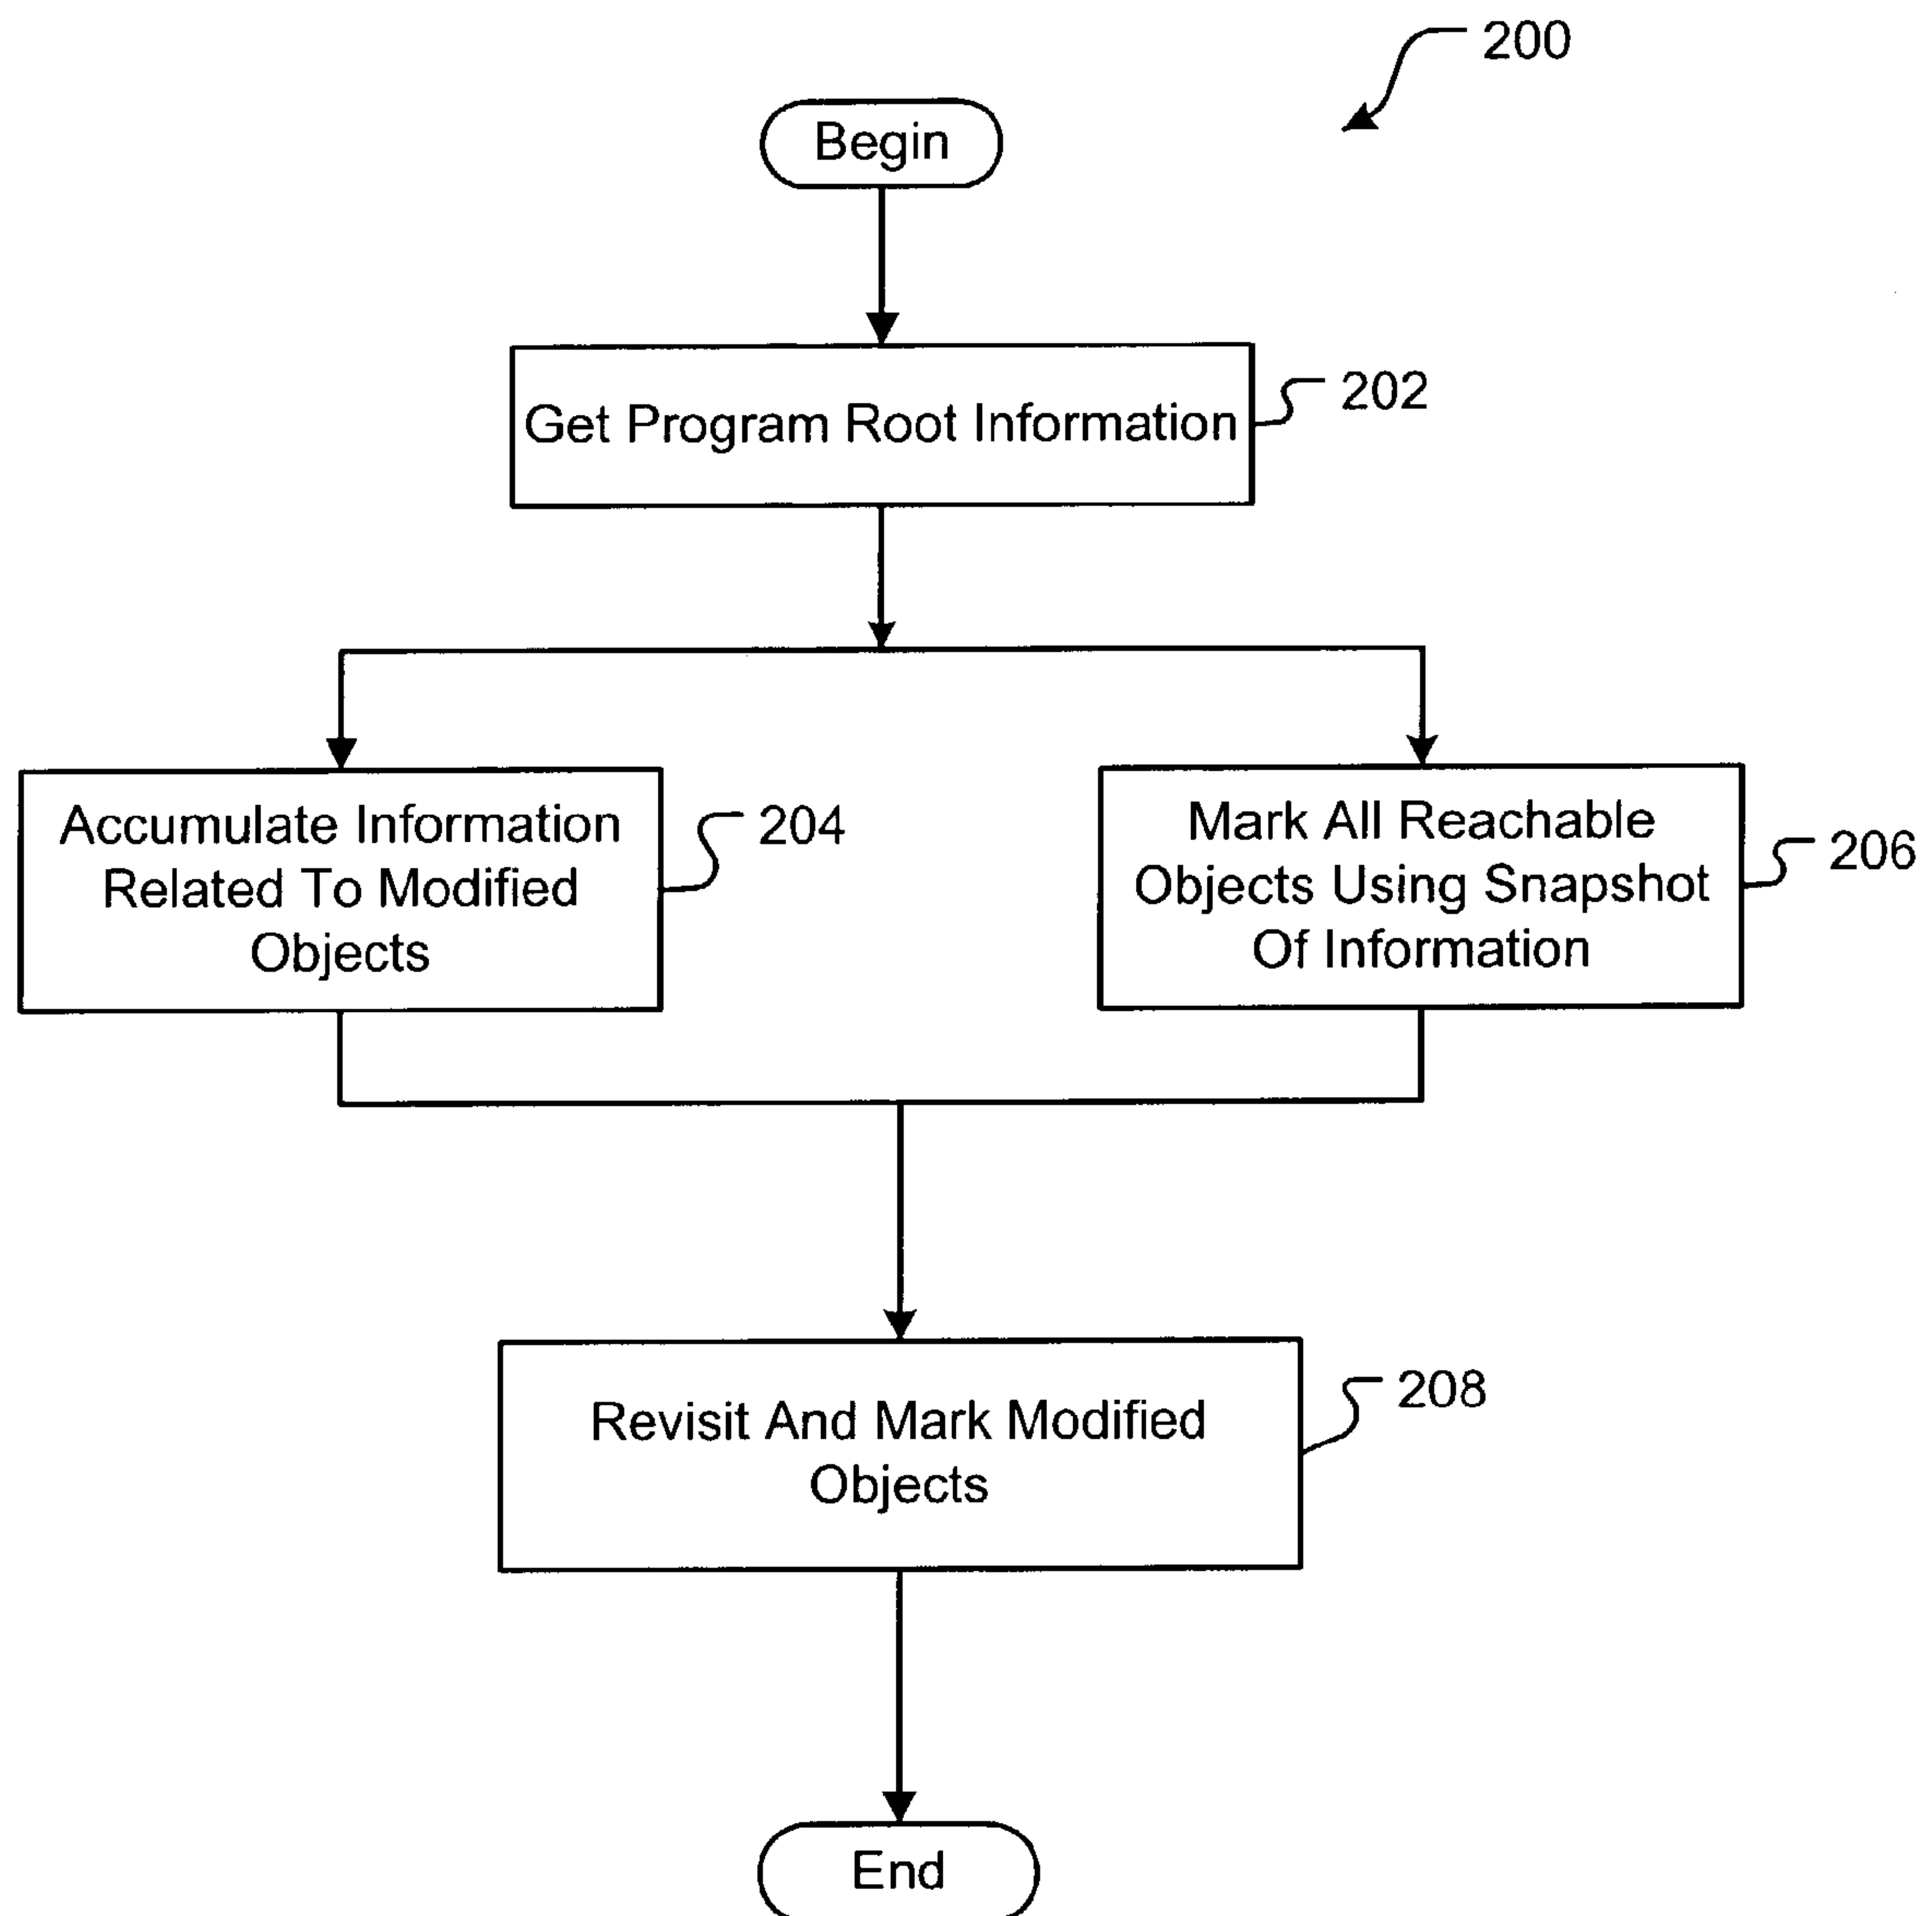 200
Begin
Get Program Root Information
202
Accumulate Information
Related To Modified
Objects
204
Mark All Reachable
Objects Using Snapshot
Of Information
206
Revisit And Mark Modified
Objects
208
End